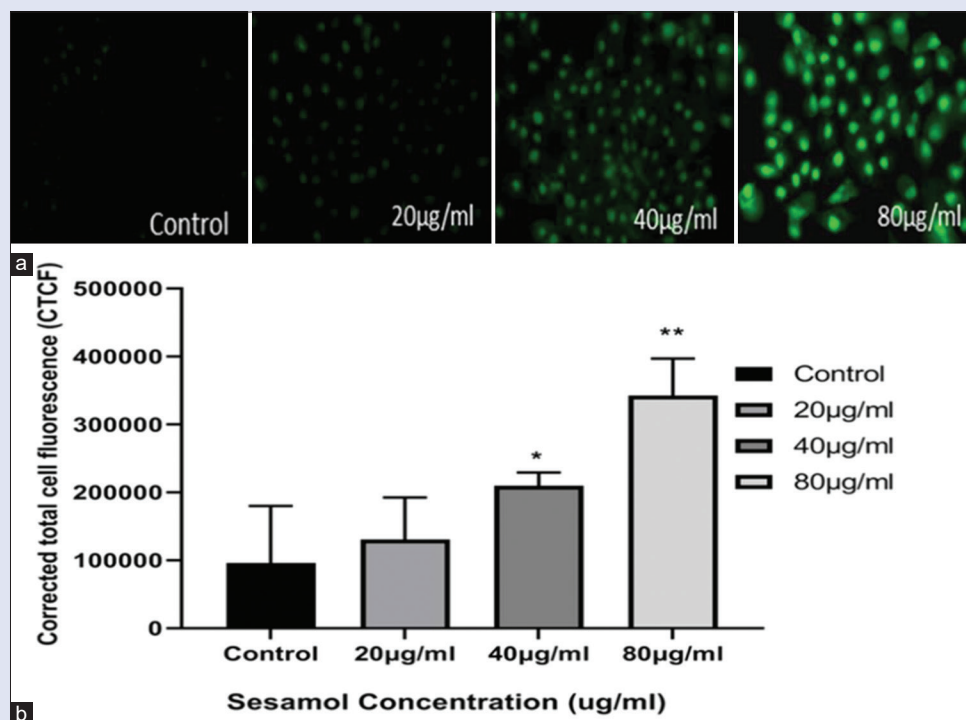 Control
20µg/ml
40µg/ml
80µg/ml
a
Corrected total cell fluorescence (CTCF)
500000
400000
300000
200000
100000
0
*
**
Control
20µg/ml
40µg/ml
80µg/ml
Control
20µg/ml
40µg/ml
80µg/ml
Sesamol Concentration (ug/ml)
b